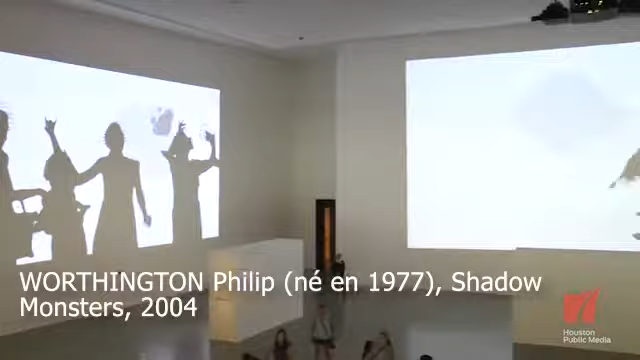 WORTHINGTON Philip (né en 1977), Shadow
Monsters, 2004
Houston
Public Media